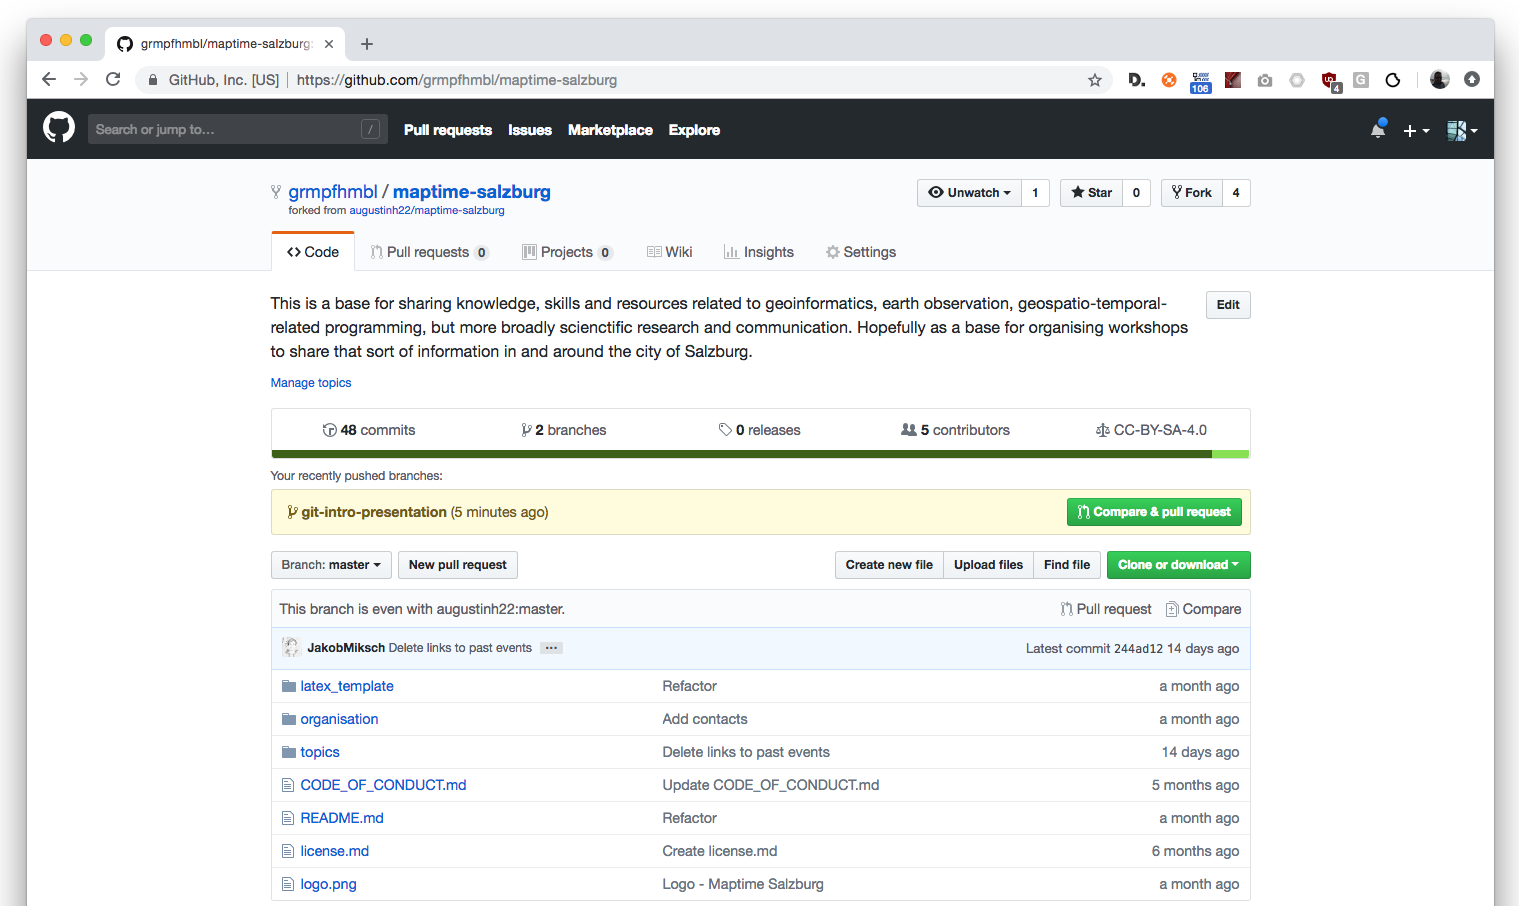 grmpfhmbl/maptime-salzburg:
GitHub, Inc. [US] https://github.com/grmpfhmbl/maptime-salzburg
D.
106
4
G
Search or jump to...
/
Pull requests Issues Marketplace Explore
grmpfhmbl / maptime-salzburg
forked from augustinh22/maptime-salzburg
Unwatch 1
Star 0
Fork 4
Code
Pull requests 0
Projects 0
Wiki
Insights
Settings
This is a base for sharing knowledge, skills and resources related to geoinformatics, earth observation, geospatio-temporal-
related programming, but more broadly scienctific research and communication. Hopefully as a base for organising workshops
to share that sort of information in and around the city of Salzburg.
Edit
Manage topics
48 commits
2 branches
0 releases
5 contributors
CC-BY-SA-4.0
Your recently pushed branches:
git-intro-presentation (5 minutes ago)
Compare & pull request
Branch: master
New pull request
Create new file
Upload files
Find file
Clone or download
This branch is even with augustinh22:master.
Pull request
Compare
JakobMiksch Delete links to past events ...
Latest commit 244ad12 14 days ago
latex_template Refactor a month ago
organisation Add contacts a month ago
topics Delete links to past events 14 days ago
CODE_OF_CONDUCT.md Update CODE_OF_CONDUCT.md 5 months ago
README.md Refactor a month ago
license.md Create license.md 6 months ago
logo.png Logo - Maptime Salzburg a month ago